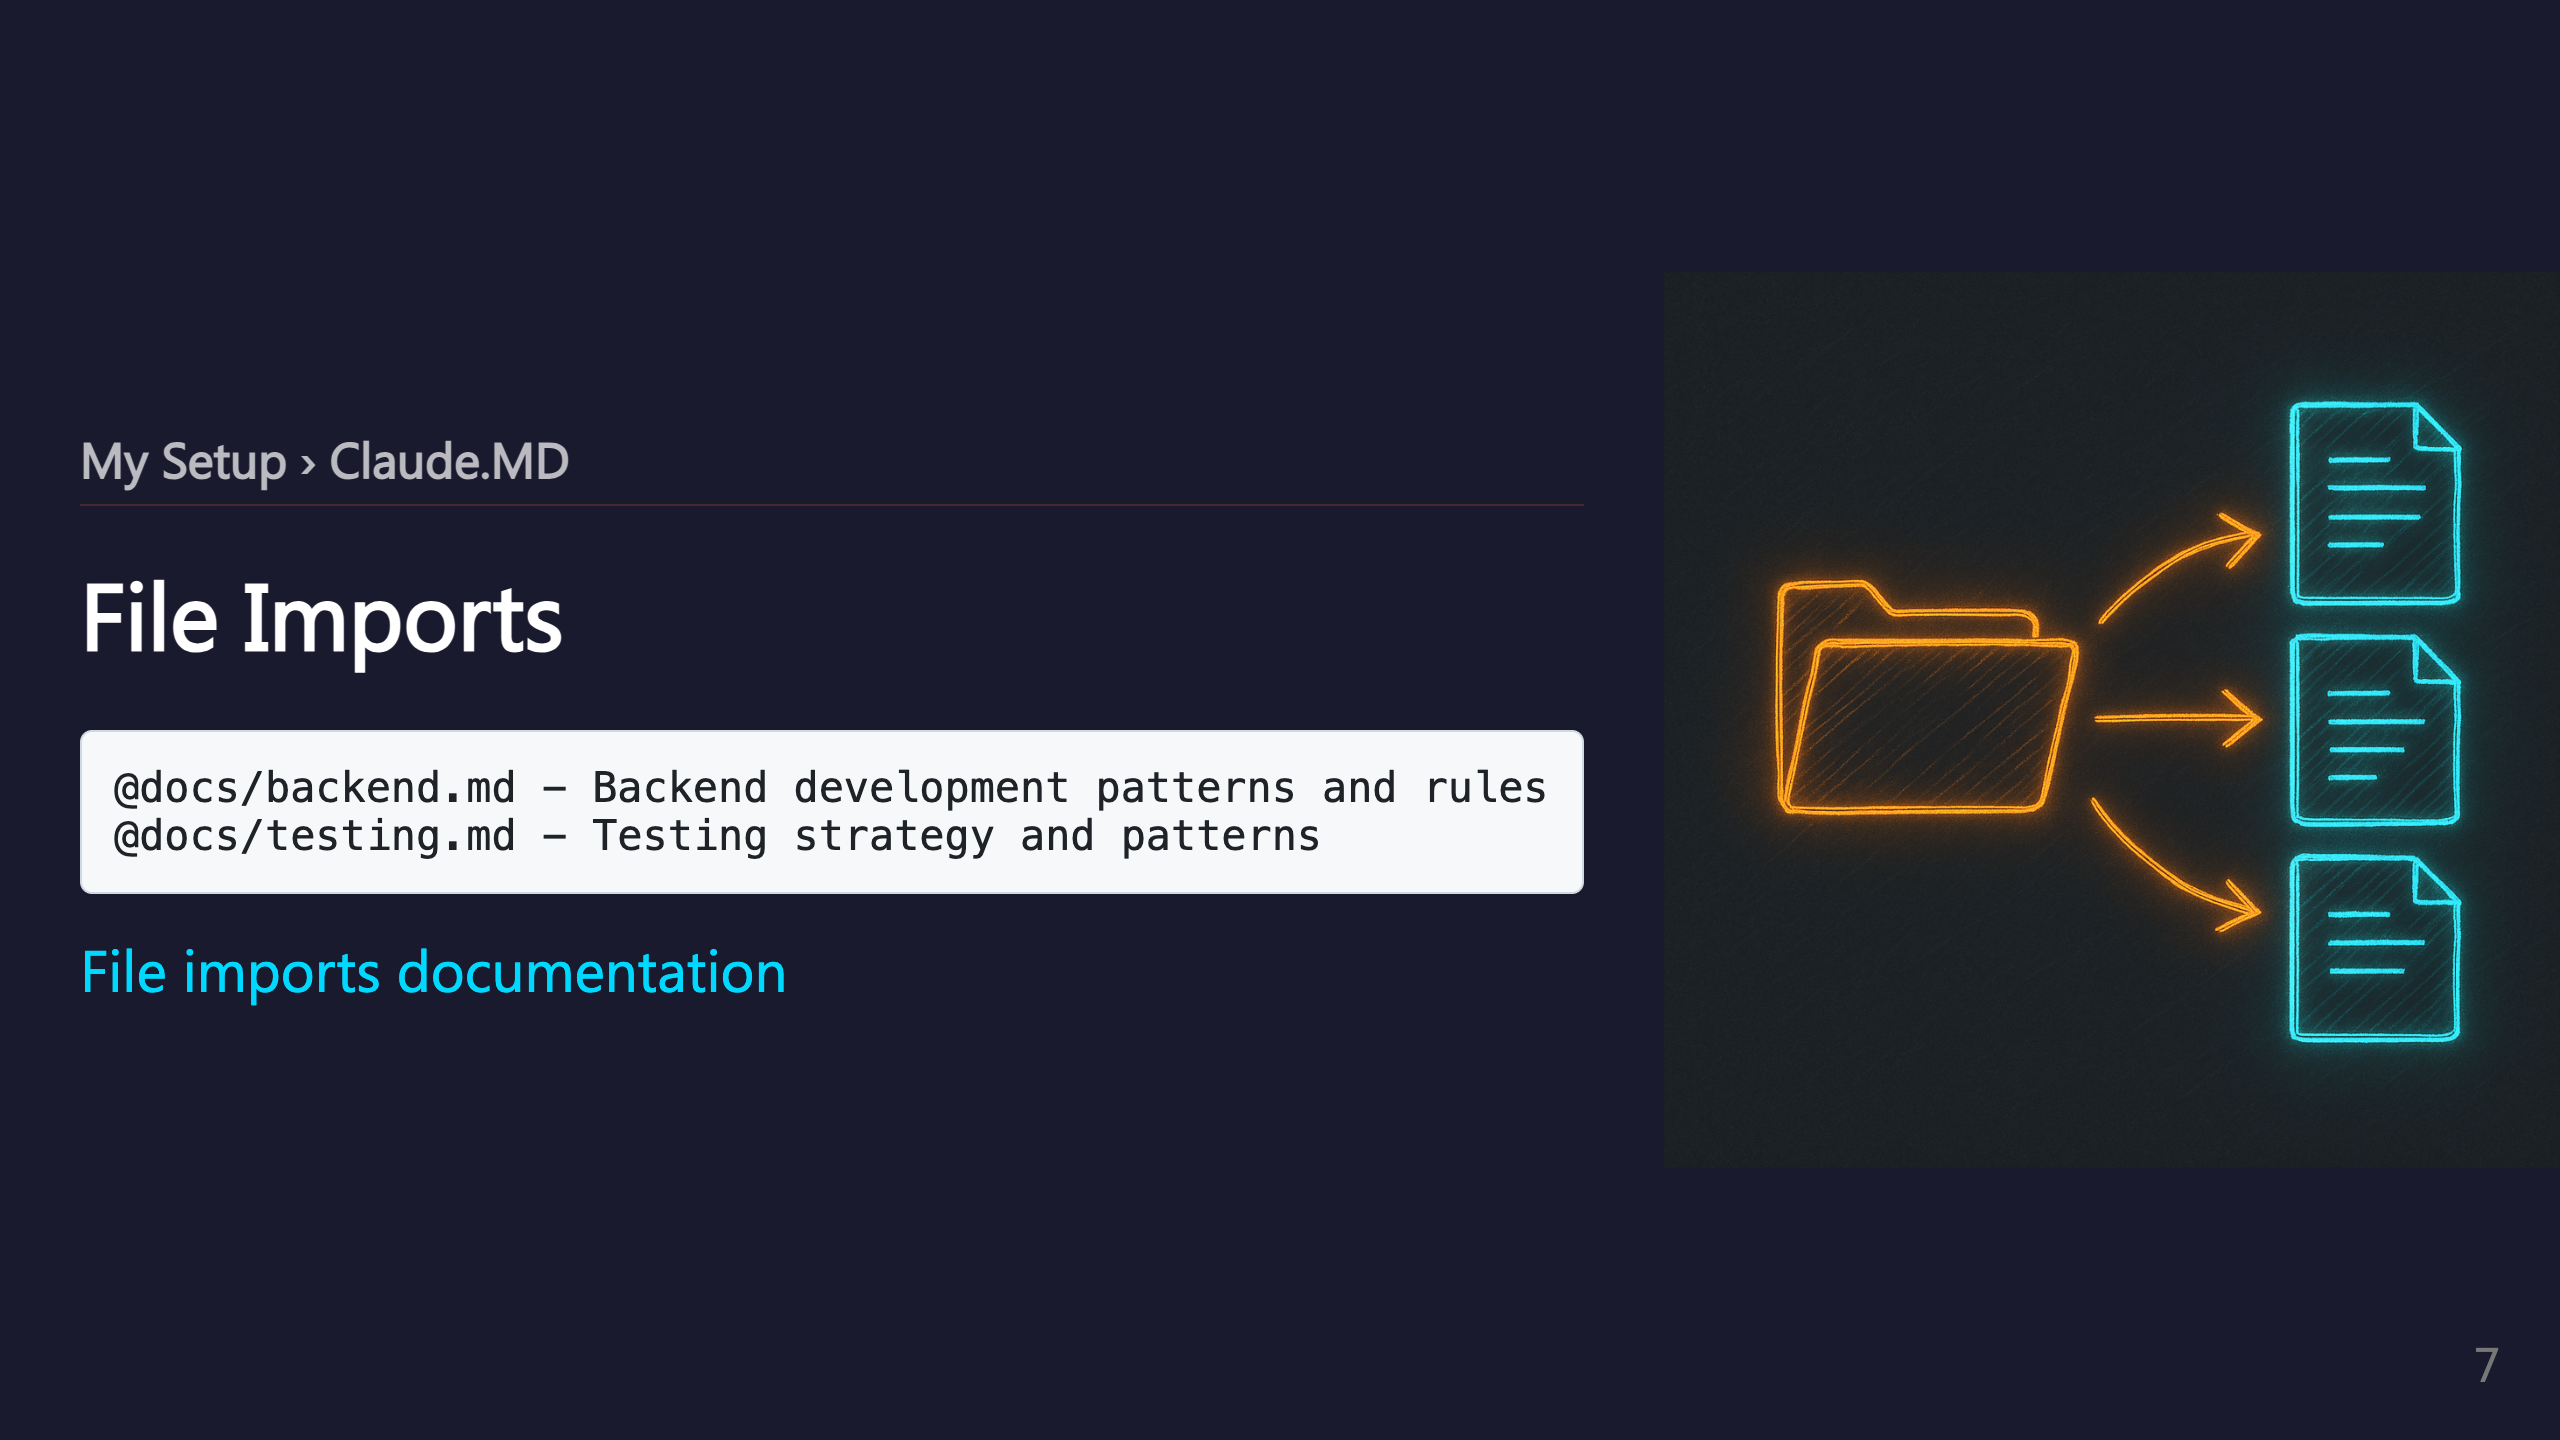 My Setup › Claude.MD
File Imports
@docs/backend.md – Backend development patterns and rules
@docs/testing.md – Testing strategy and patterns
File imports documentation
7